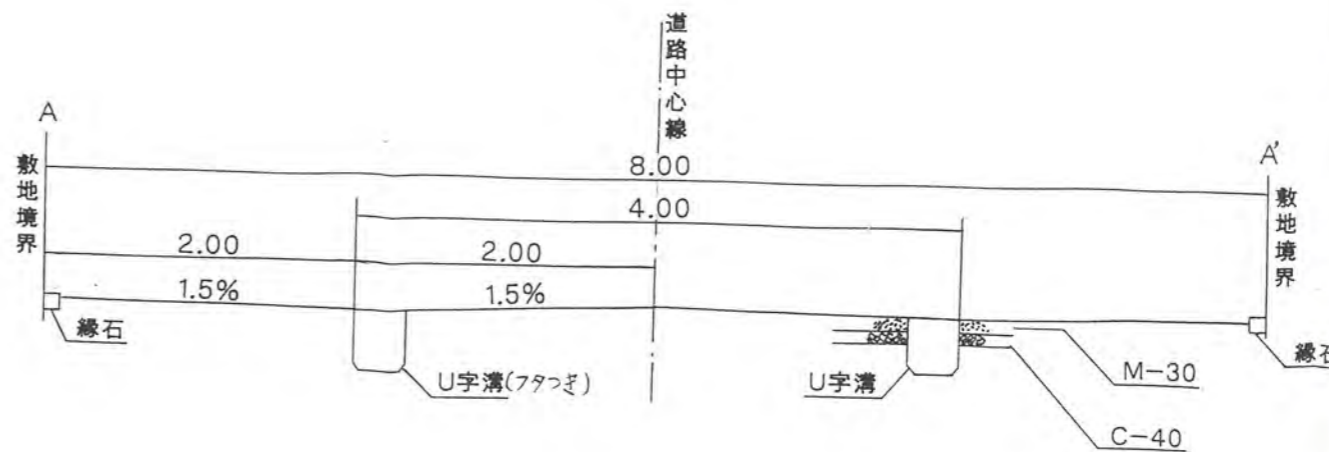 道路中心線
A
A'
敷地境界
敷地境界
8.00
4.00
2.00
2.00
1.5%
1.5%
縁石
縁石
U字溝(フタつき)
U字溝
M-30
C-40